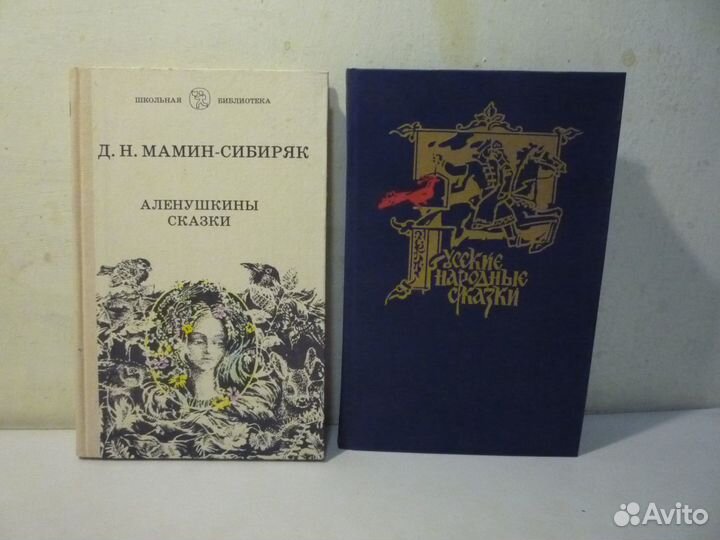 ШКОЛЬНАЯ БИБЛИОТЕКА
Д. Н. МАМИН-СИБИРЯК
АЛЕНУШКИНЫ
СКАЗКИ
Русские
народные
сказки
Avito